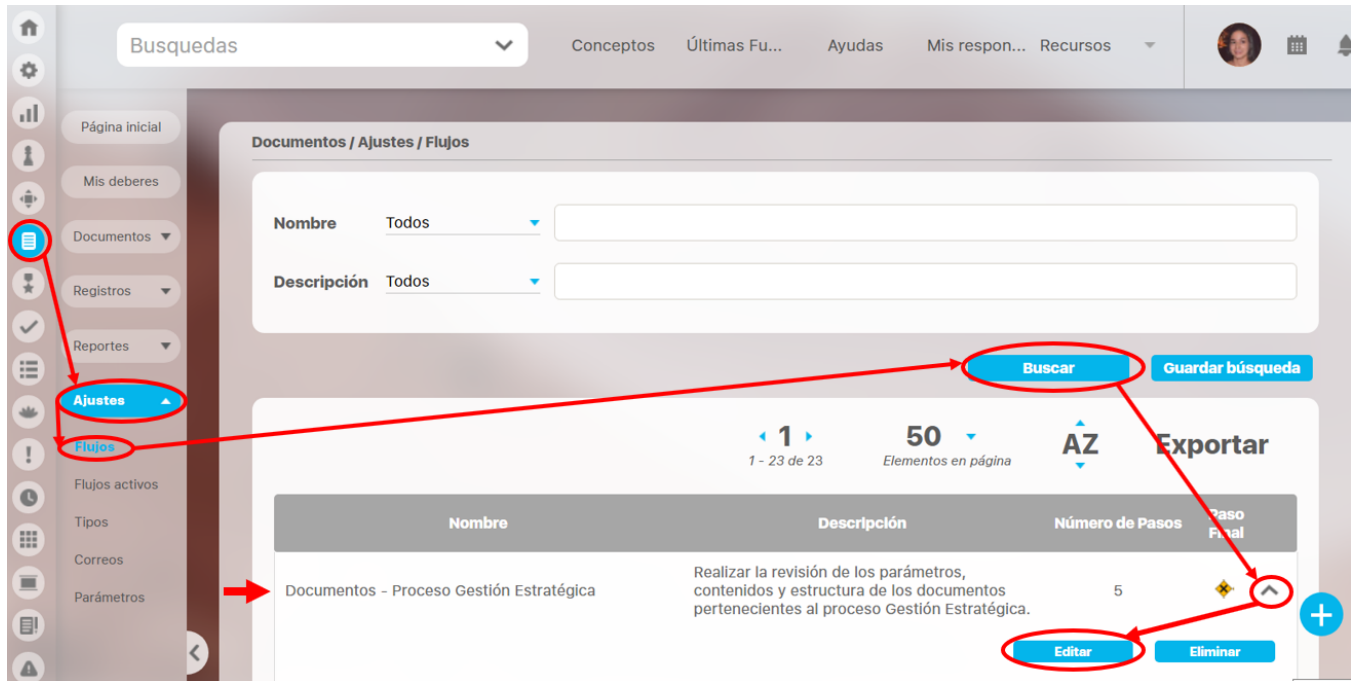 Busquedas
Conceptos
Últimas Fu...
Ayudas
Mis respon...
Recursos
Página inicial
Mis deberes
Documentos
Registros
Reportes
Ajustes
Flujos
Flujos activos
Tipos
Correos
Parámetros
Documentos / Ajustes / Flujos
Nombre
Todos
Descripción
Todos
Buscar
Guardar búsqueda
1
1 - 23 de 23
50
Elementos en página
AZ
Exportar
Nombre
Descripción
Número de Pasos
Paso
Final
Documentos - Proceso Gestión Estratégica
Realizar la revisión de los parámetros,
contenidos y estructura de los documentos
pertenecientes al proceso Gestión Estratégica.
5
Editar
Eliminar